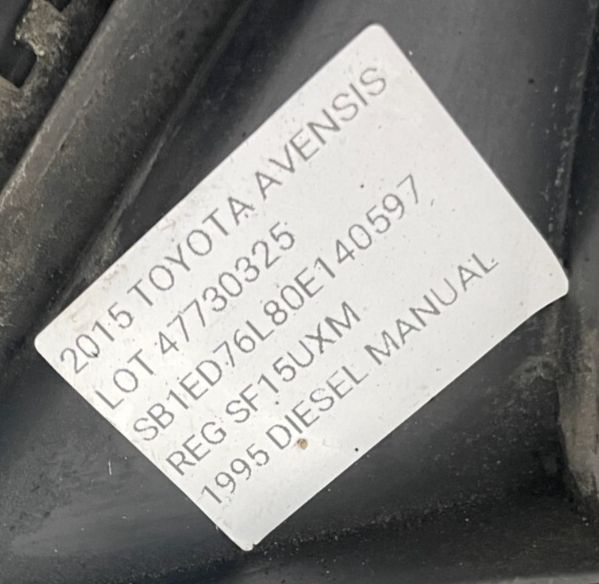 2015 TOYOTA AVENSIS
LOT 47730325
SB1ED76L80E140597
REG SF15UXM
1995 DIESEL MANUAL